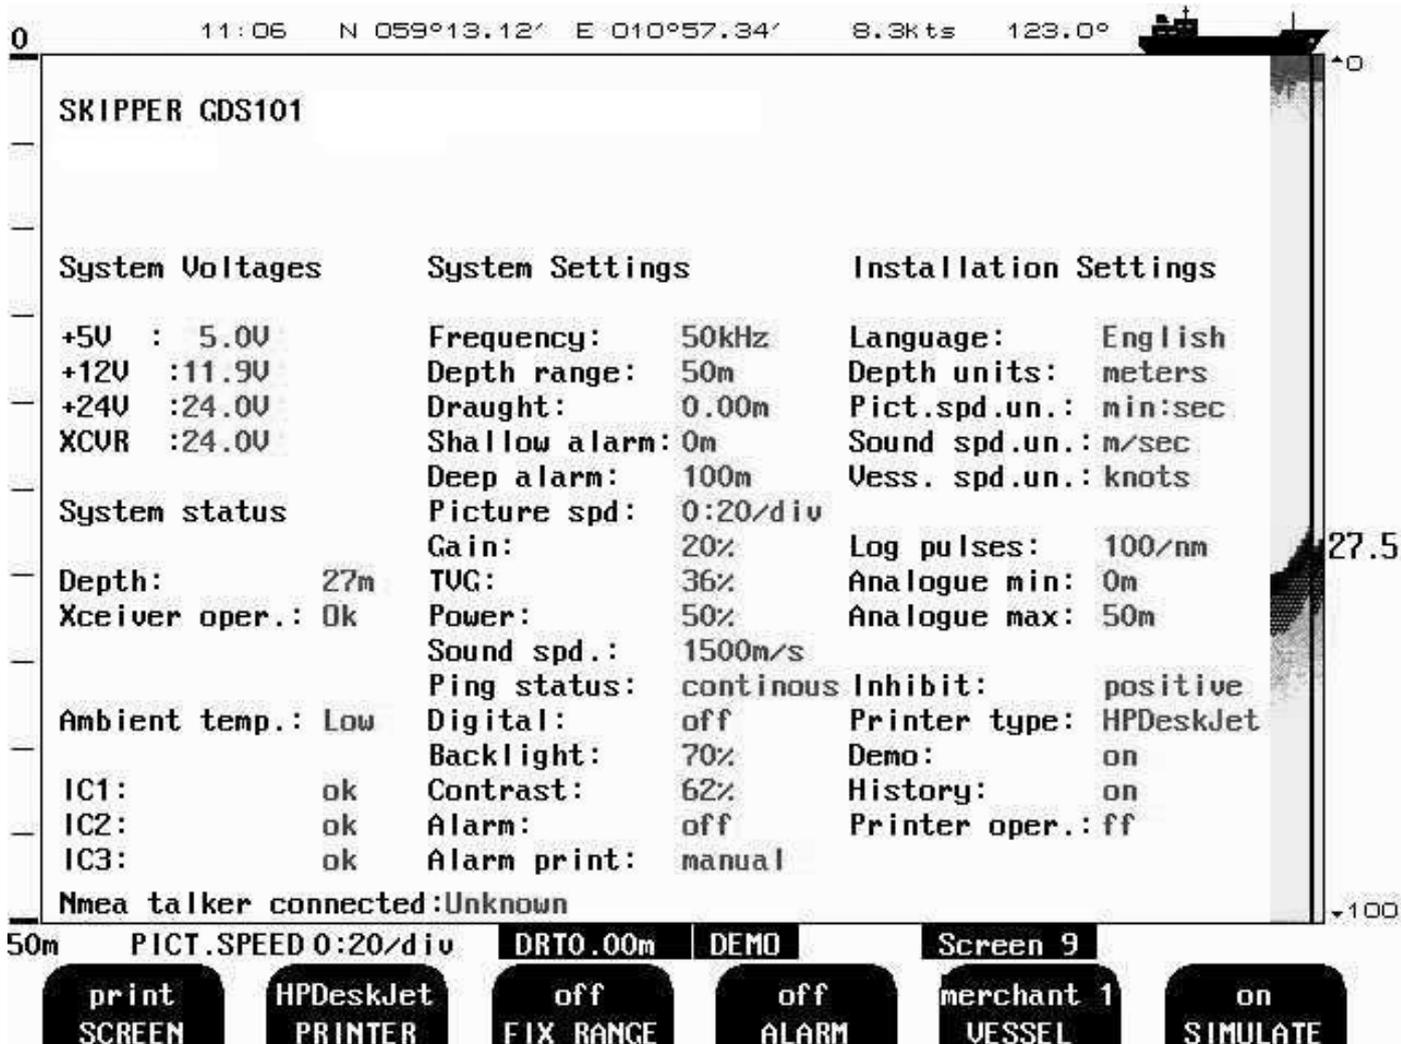 0 11:06 N 059°13.12′ E 010°57.34′ 8.3kts 123.0°
0
SKIPPER GDS101
System Voltages System Settings Installation Settings
+5V : 5.0V Frequency: 50kHz Language: English
+12V :11.9V Depth range: 50m Depth units: meters
+24V :24.0V Draught: 0.00m Pict.spd.un.: min:sec
XCVR :24.0V Shallow alarm: 0m Sound spd.un.: m/sec
Deep alarm: 100m Vess. spd.un.: knots
System status Picture spd: 0:20/div
Gain: 20% Log pulses: 100/nm 27.5
Depth: 27m TVG: 36% Analogue min: 0m
Xceiver oper.: Ok Power: 50% Analogue max: 50m
Sound spd.: 1500m/s
Ping status: continous Inhibit: positive
Ambient temp.: Low Digital: off Printer type: HPDeskJet
Backlight: 70% Demo: on
IC1: ok Contrast: 62% History: on
IC2: ok Alarm: off Printer oper.: ff
IC3: ok Alarm print: manual
Nmea talker connected:Unknown
100
50m PICT.SPEED 0:20/div DRT0.00m DEMO Screen 9
print HPDeskJet off off merchant 1 on
SCREEN PRINTER FIX RANGE ALARM VESSEL SIMULATE